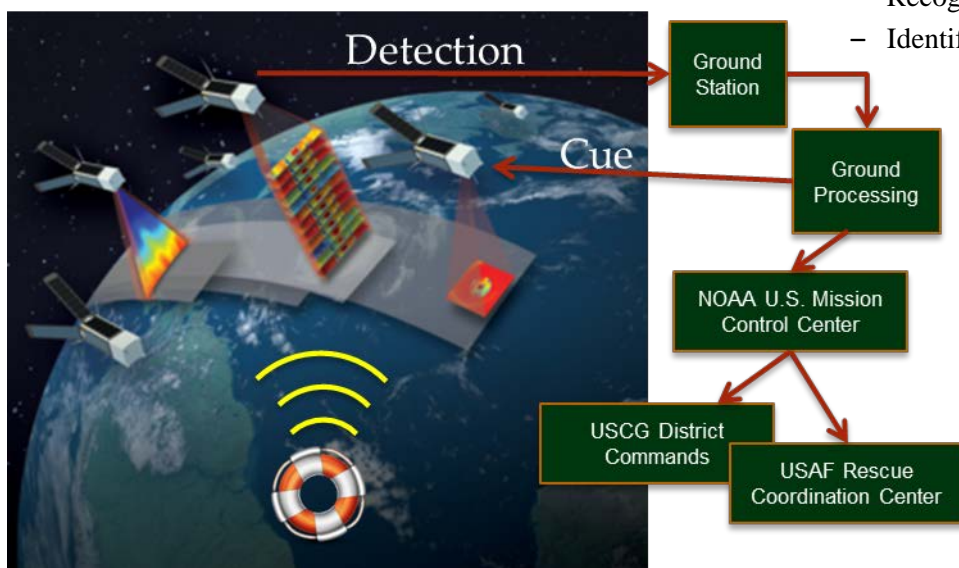 Detection
Cue
Ground
Station
Ground
Processing
NOAA U.S. Mission
Control Center
USCG District
Commands
USAF Rescue
Coordination Center
–